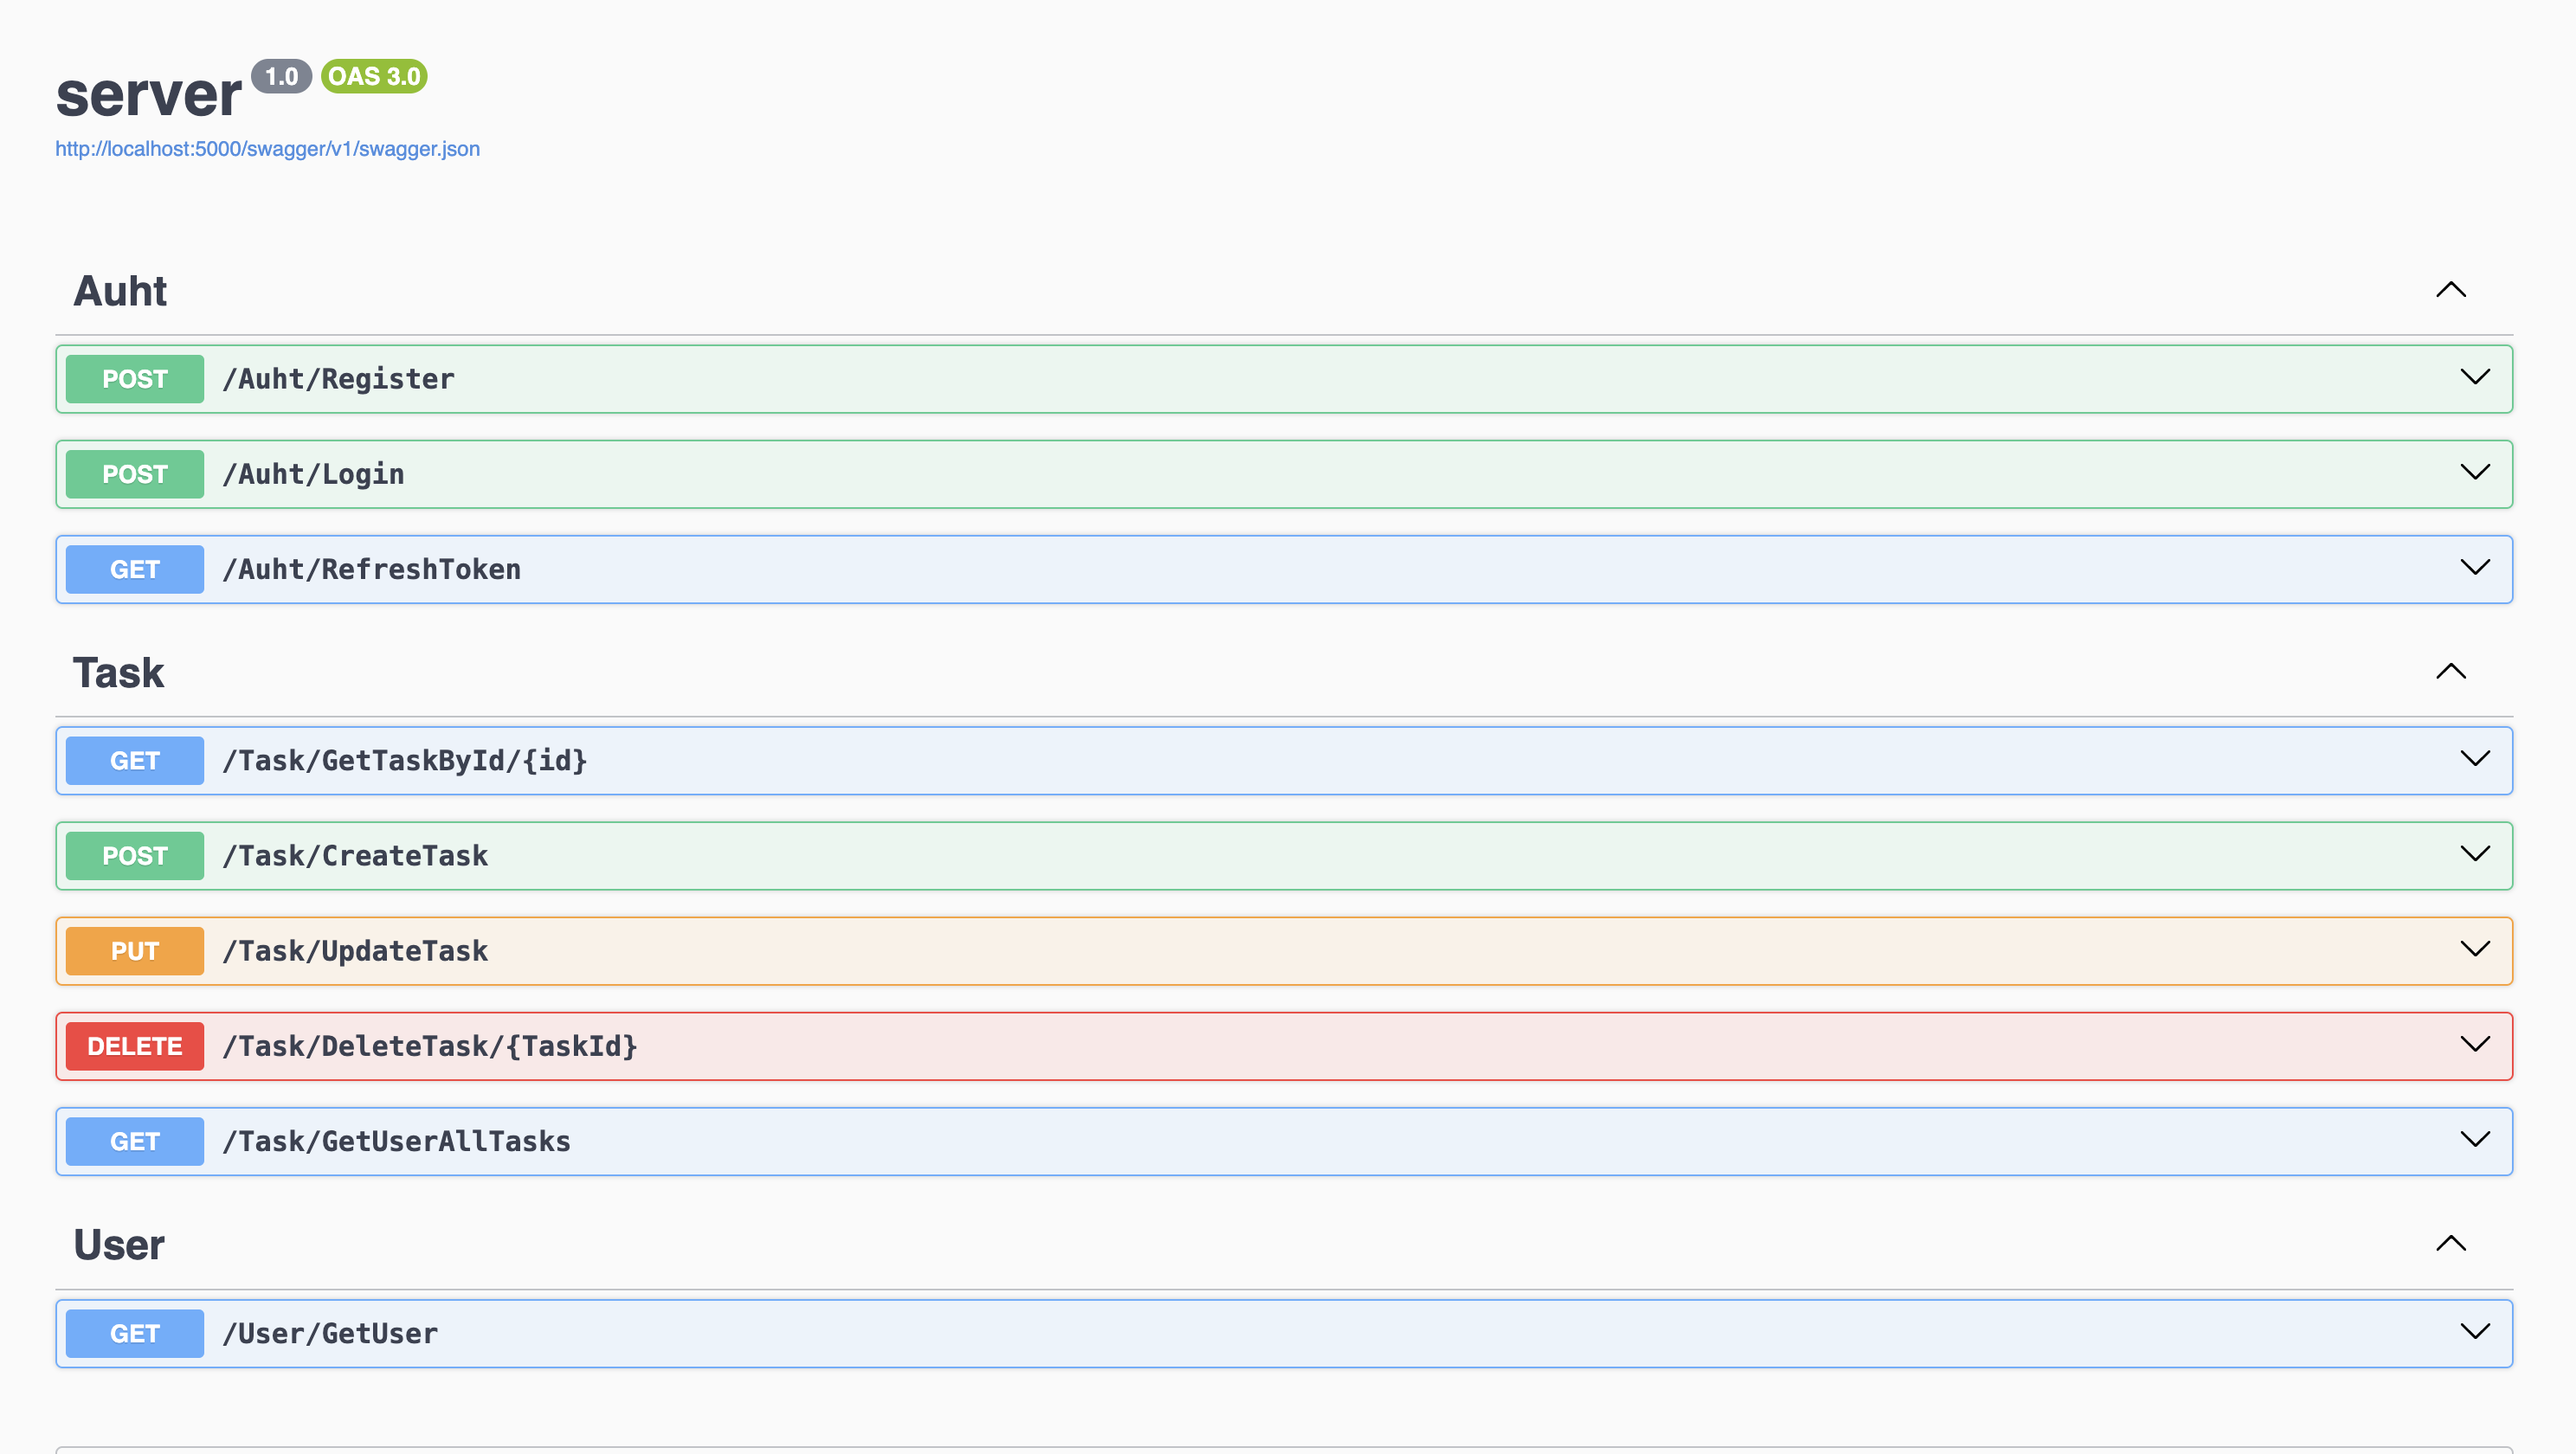 server 1.0 OAS 3.0
http://localhost:5000/swagger/v1/swagger.json
Auht
POST /Auht/Register
POST /Auht/Login
GET /Auht/RefreshToken
Task
GET /Task/GetTaskById/{id}
POST /Task/CreateTask
PUT /Task/UpdateTask
DELETE /Task/DeleteTask/{TaskId}
GET /Task/GetUserAllTasks
User
GET /User/GetUser